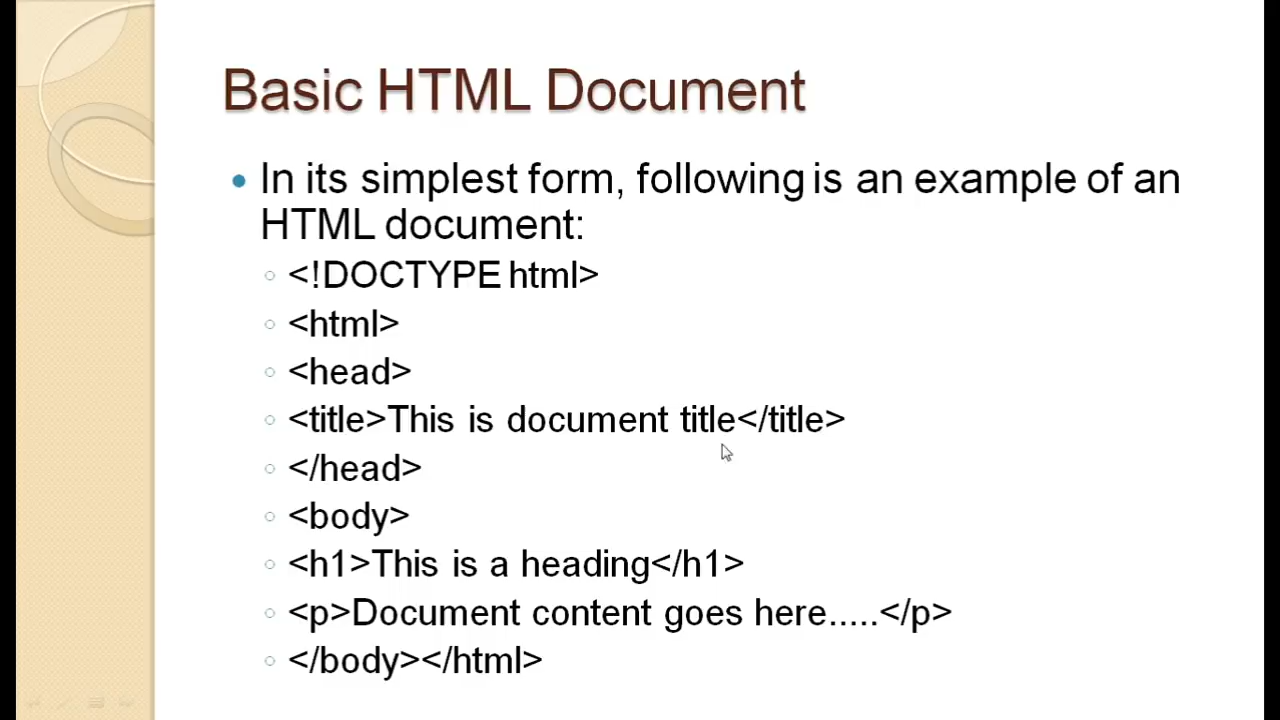 Basic HTML Document
In its simplest form, following is an example of an
HTML document:
<!DOCTYPE html>
<html>
<head>
<title>This is document title</title>
</head>
<body>
<h1>This is a heading</h1>
<p>Document content goes here.....</p>
</body></html>